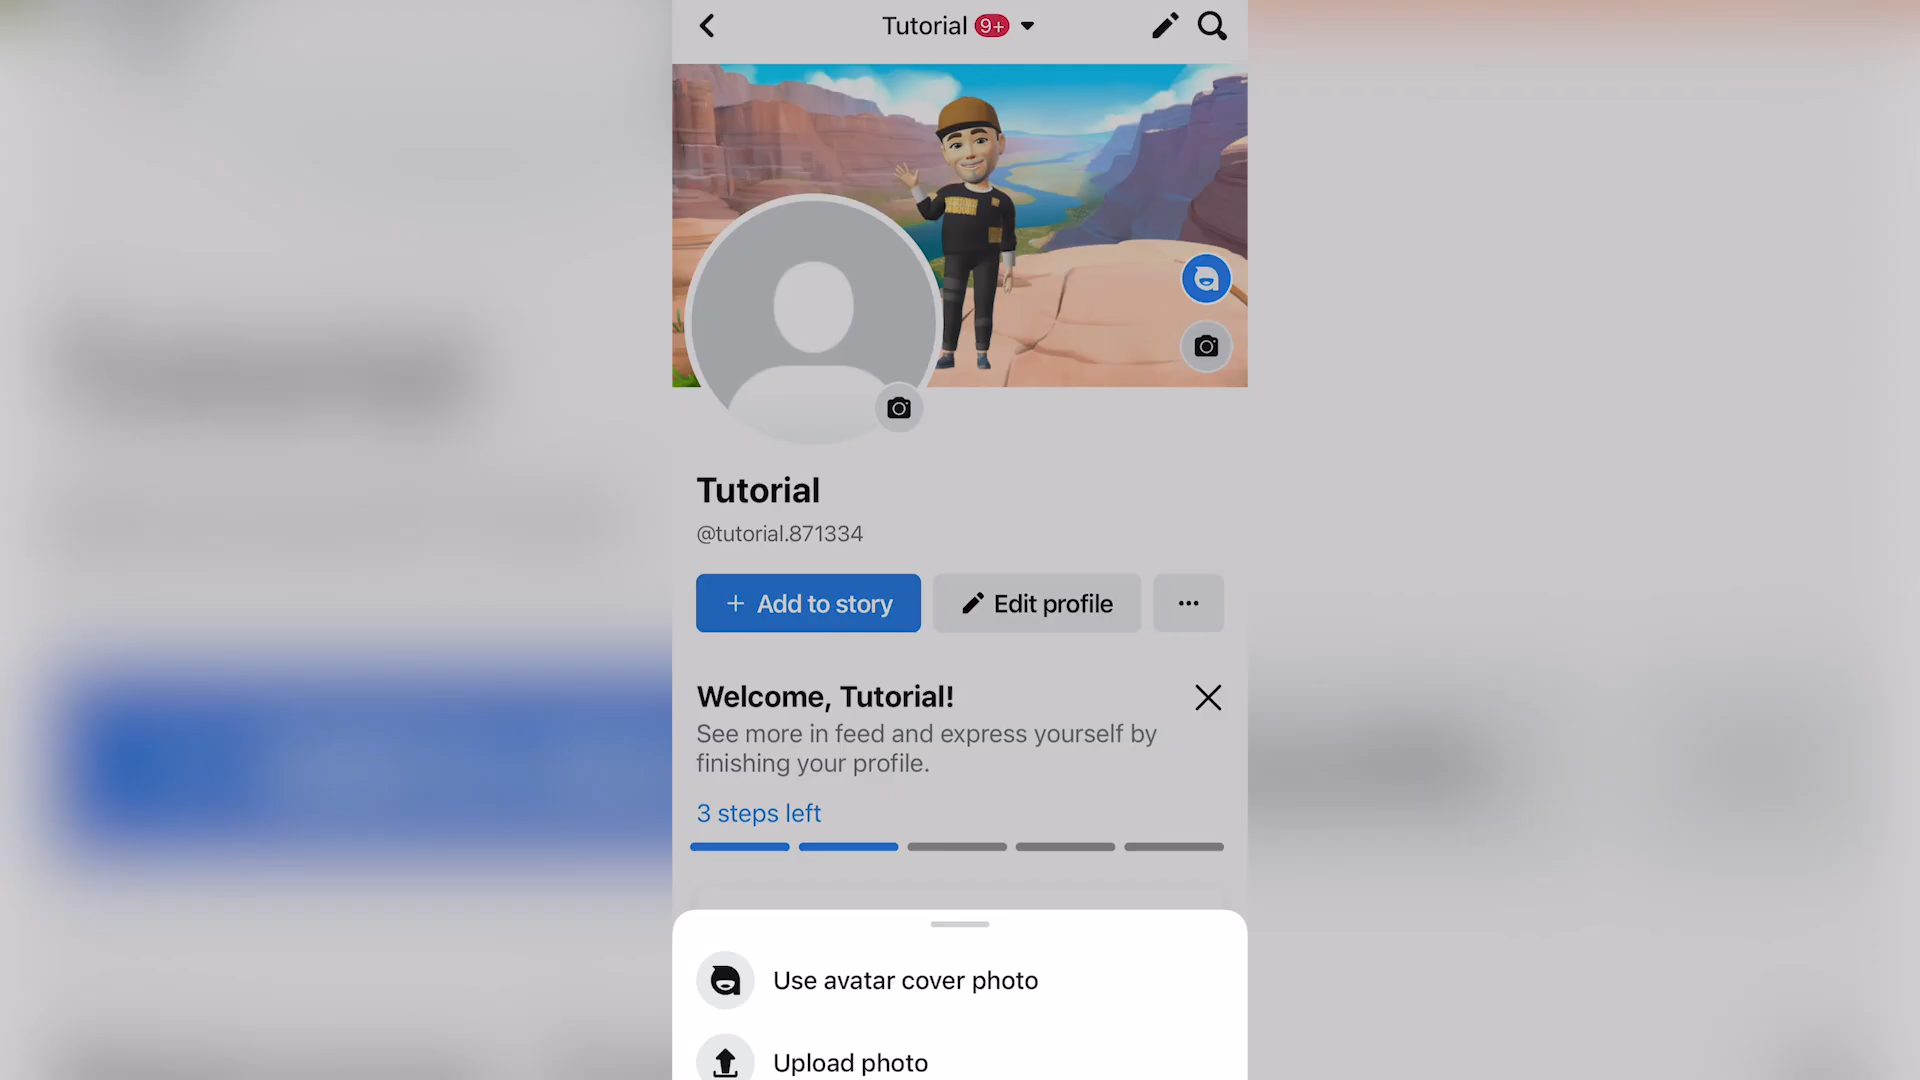 Tutorial 9+
Tutorial
@tutorial.871334
+ Add to story
Edit profile
...
Welcome, Tutorial!
See more in feed and express yourself by
finishing your profile.
3 steps left
Use avatar cover photo
Upload photo